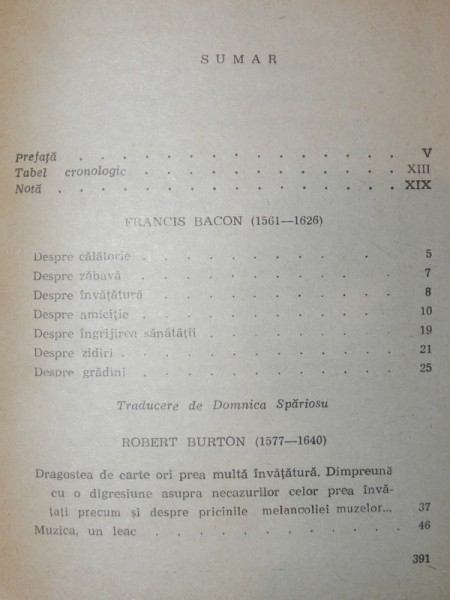 SUMAR
Prefață . . . . . . . . . . . . . . . . V
Tabel cronologic . . . . . . . . . . . . XIII
Notă . . . . . . . . . . . . . . . . . XIX
FRANCIS BACON (1561—1626)
Despre călătorie . . . . . . . . . . . 5
Despre zăbavă . . . . . . . . . . . 7
Despre învățătură . . . . . . . . . . 8
Despre amiciție . . . . . . . . . . . 10
Despre îngrijirea sănătății . . . . . . . . 19
Despre zidiri . . . . . . . . . . . . 21
Despre grădini . . . . . . . . . . . 25
Traducere de Domnica Spăriosu
ROBERT BURTON (1577—1640)
Dragostea de carte ori prea multă învățătură. Dimpreună
cu o digresiune asupra necazurilor celor prea învă-
tați precum și despre pricinile melancoliei muzelor... 37
Muzica, un leac . . . . . . . . . . . 46
391